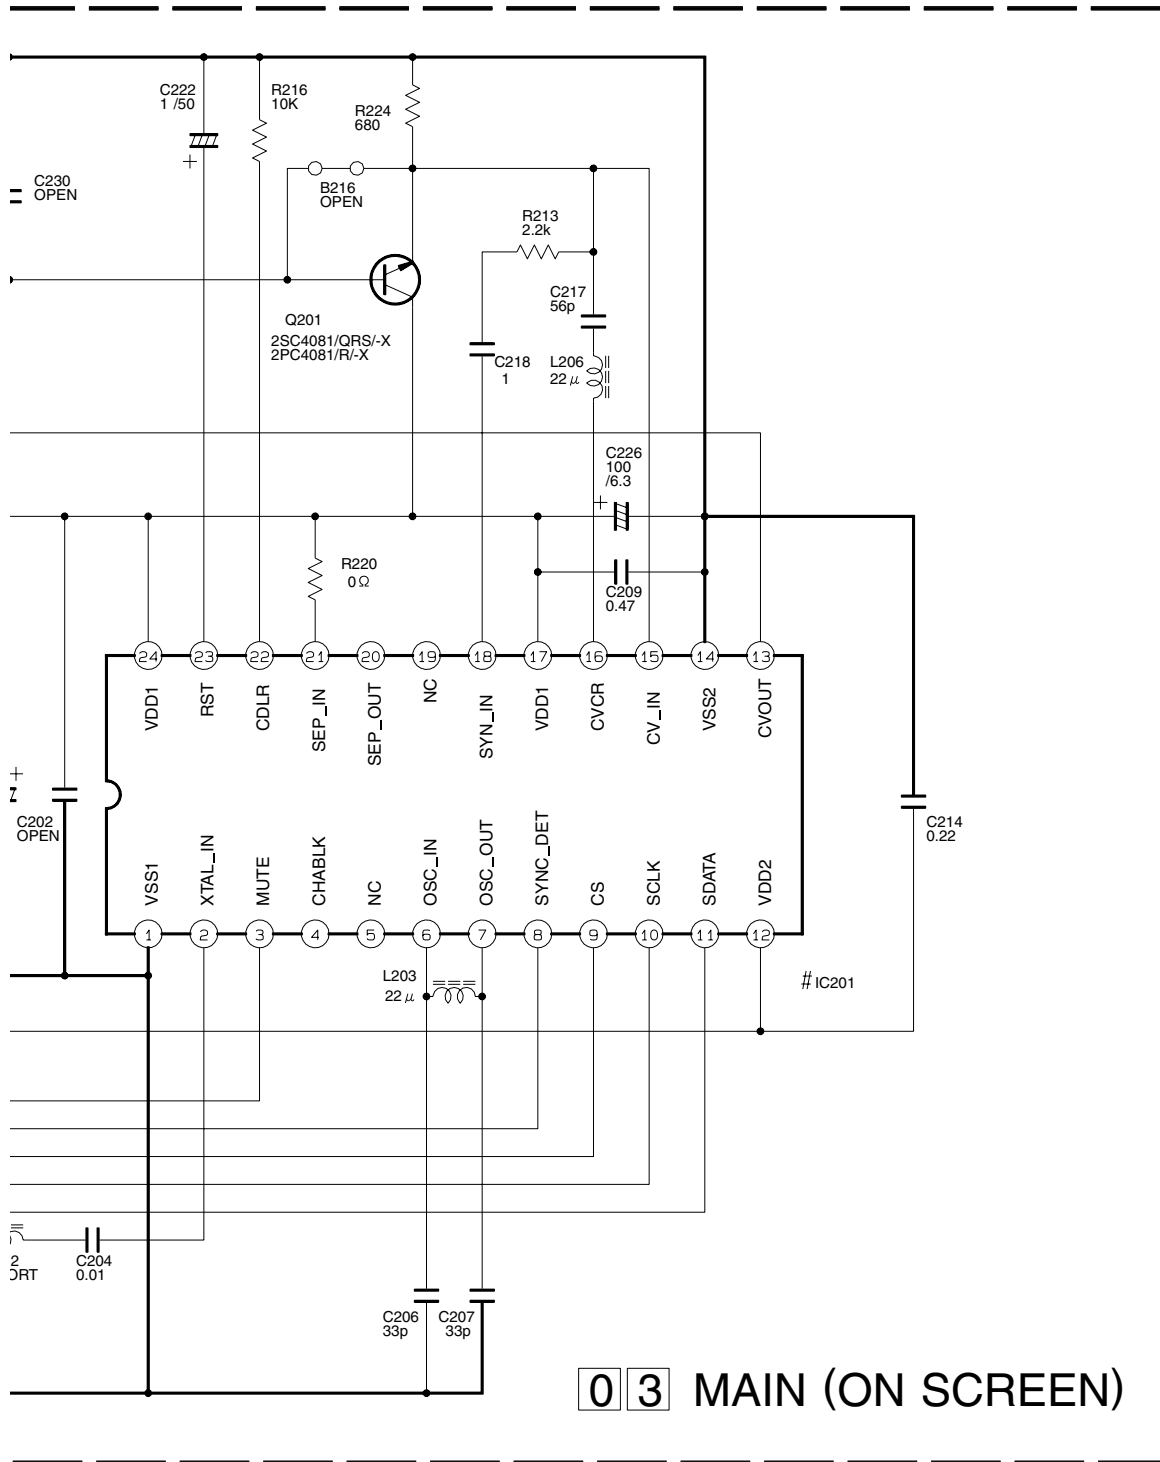 C222
1 /50
R216
10K
R224
680
C230
OPEN
B216
OPEN
R213
2.2k
C217
56p
Q201
2SC4081/QRS/-X
2PC4081/R/-X
C218
1
L206
22 μ
+
C226
100
/6.3
+
R220
0 Ω
C209
0.47
24 23 22 21 20 19 18 17 16 15 14 13
VDD1 RST CDLR SEP_IN SEP_OUT NC SYN_IN VDD1 CVCR CV_IN VSS2 CVOUT
+
C202
OPEN
C214
0.22
VSS1 XTAL_IN MUTE CHABLK NC OSC_IN OSC_OUT SYNC_DET CS SCLK SDATA VDD2
1 2 3 4 5 6 7 8 9 10 11 12
L203
22 μ
# IC201
2
ORT
C204
0.01
C206
33p
C207
33p
0 3 MAIN (ON SCREEN)